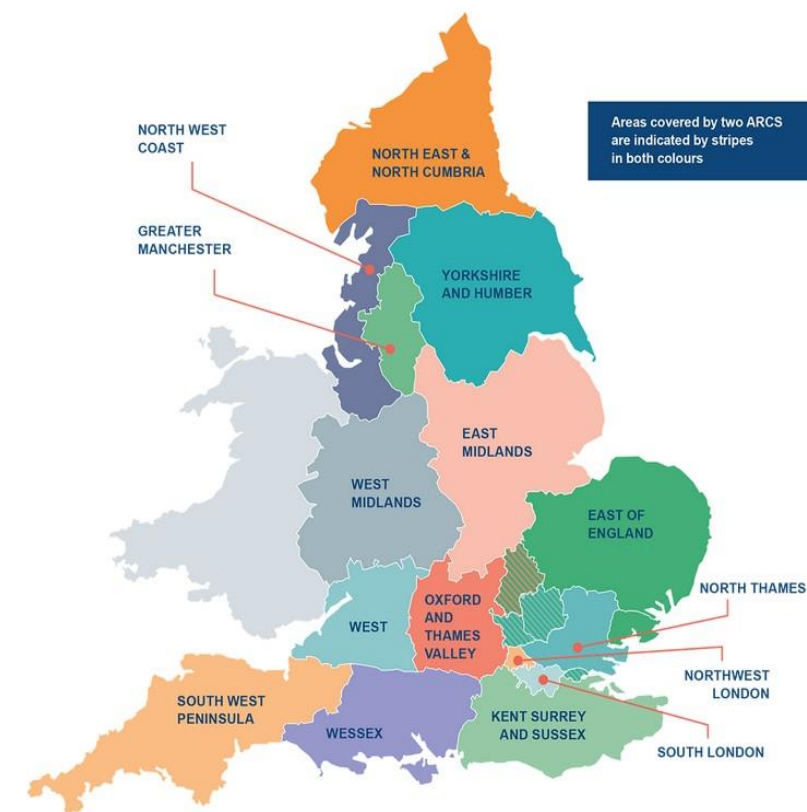 Areas covered by two ARCS
are indicated by stripes
in both colours
NORTH WEST
COAST
NORTH EAST &
NORTH CUMBRIA
GREATER
MANCHESTER
YORKSHIRE
AND HUMBER
EAST
MIDLANDS
WEST
MIDLANDS
EAST OF
ENGLAND
NORTH THAMES
OXFORD
AND
THAMES
VALLEY
WEST
NORTHWEST
LONDON
SOUTH WEST
PENINSULA
KENT SURREY
AND SUSSEX
WESSEX
SOUTH LONDON